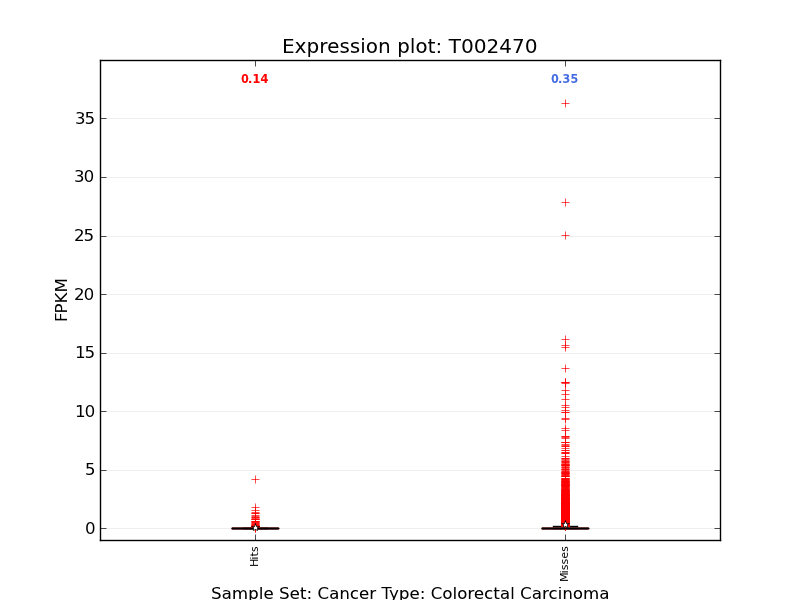 Expression plot: T002470
0.14
0.35
35
30
25
20
15
10
5
0
FPKM
Hits
Misses
Sample Set: Cancer Type: Colorectal Carcinoma